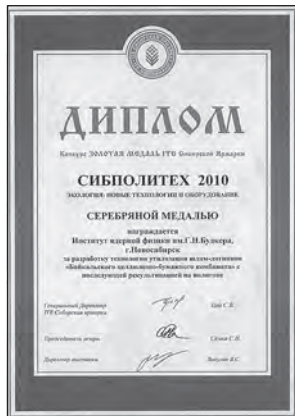 ДИПЛОМ
Конкурс ЗОЛОТАЯ МЕДАЛЬ ITE Сибирской Ярмарки
СИБПОЛИТЕХ 2010
ЭКОЛОГИЯ: НОВЫЕ ТЕХНОЛОГИИ И ОБОРУДОВАНИЕ
СЕРЕБРЯНОЙ МЕДАЛЬЮ
награждается
Институт ядерной физики им.Г.И.Будкера,
г.Новосибирск
за разработку технологии утилизации шлам-лигнина
«Байкальского целлюлозно-бумажного комбината» с
последующей рекультивацией на полигоне
Генеральный Директор
ITE Сибирская ярмарка
Председатель жюри
Директор выставки